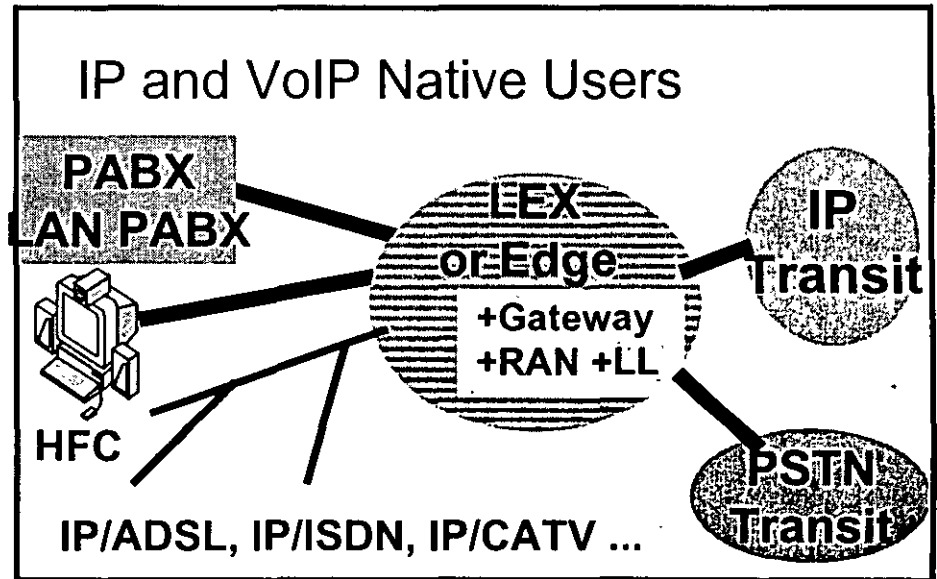 IP and VoIP Native Users
PABX
LAN PABX
LEX
or Edge
+Gateway
+RAN +LL
IP
Transit
HFC
PSTN
Transit
IP/ADSL, IP/ISDN, IP/CATV ...